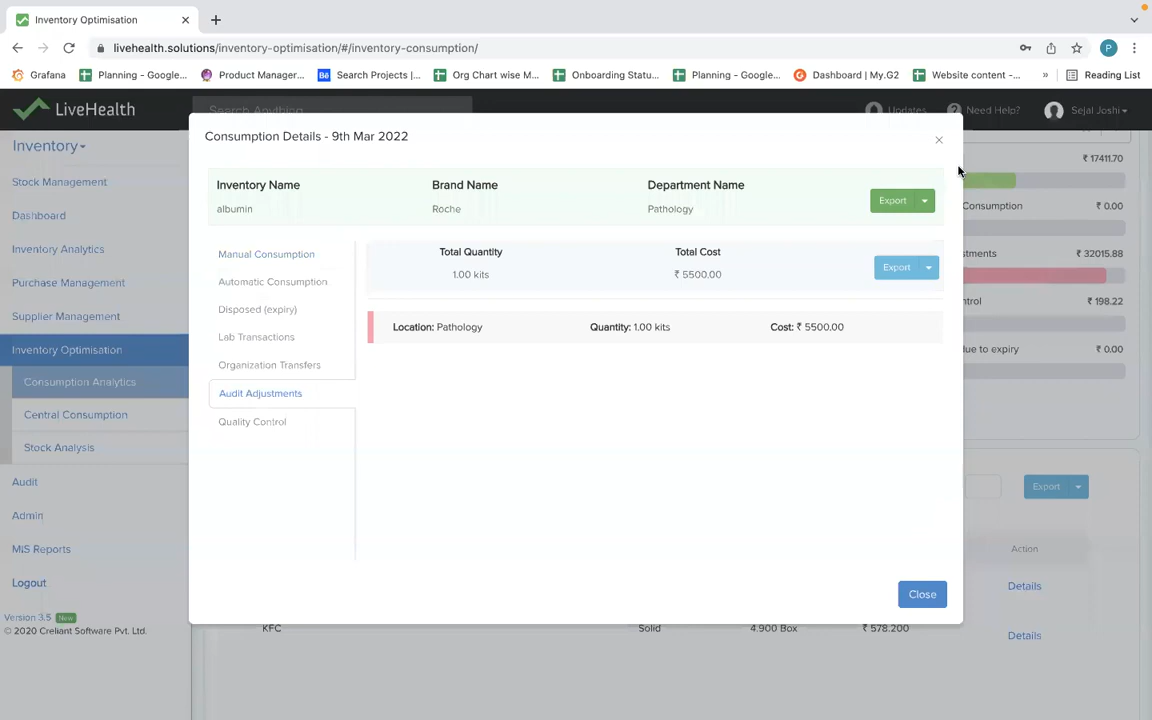 Inventory Optimisation
livehealth.solutions/inventory-optimisation/#/inventory-consumption/
P
Grafana
Planning - Google...
Product Manager...
Search Projects |...
Org Chart wise M...
Onboarding Statu...
Planning - Google...
Dashboard | My.G2
Website content -...
»
Reading List
LiveHealth
Search Anything
Updates
Need Help?
Sejal Joshi
Inventory
Stock Management
Dashboard
Inventory Analytics
Purchase Management
Supplier Management
Inventory Optimisation
Consumption Analytics
Central Consumption
Stock Analysis
Audit
Admin
MIS Reports
Logout
Version 3.5 New
© 2020 Creliant Software Pvt. Ltd.
Consumption Details - 9th Mar 2022
×
Inventory Name Brand Name Department Name
albumin Roche Pathology
Export
Manual Consumption
Automatic Consumption
Disposed (expiry)
Lab Transactions
Organization Transfers
Audit Adjustments
Quality Control
Total Quantity Total Cost
1.00 kits ₹ 5500.00
Export
Location: Pathology Quantity: 1.00 kits Cost: ₹ 5500.00
Close
₹ 17411.70
Consumption ₹ 0.00
stments ₹ 32015.88
ntrol ₹ 198.22
ue to expiry ₹ 0.00
Export
Action
Details
KFC Solid 4.900 Box ₹ 578.200 Details